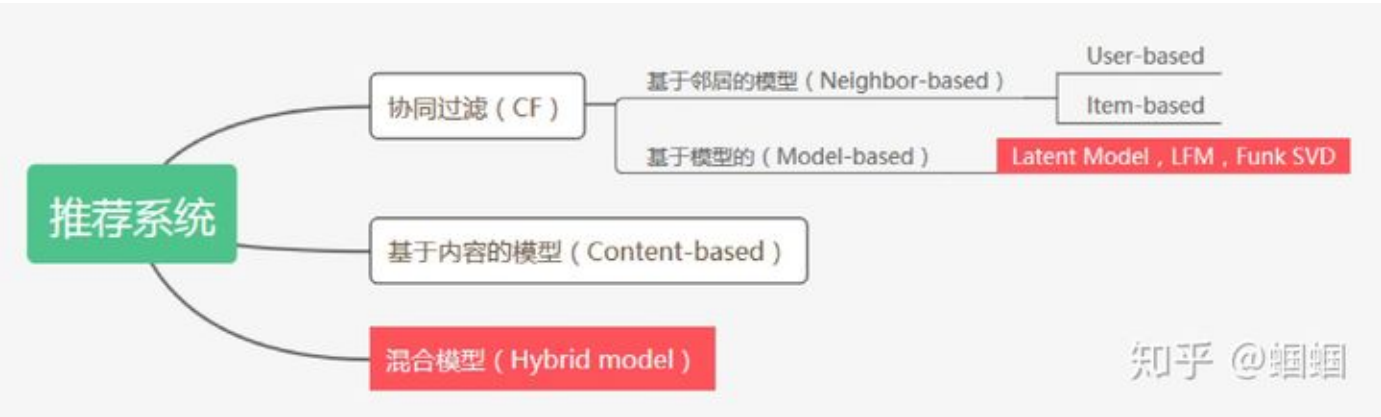 推荐系统
协同过滤（CF）
基于邻居的模型（Neighbor-based）
User-based
Item-based
基于模型的（Model-based）
Latent Model，LFM，Funk SVD
基于内容的模型（Content-based）
混合模型（Hybrid model）
知乎 @蝈蝈